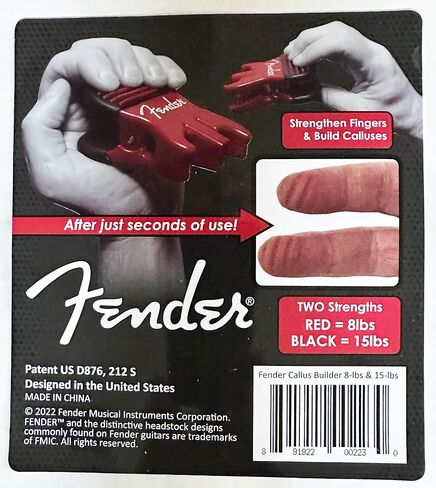 Fender
Strengthen Fingers
& Build Calluses
After just seconds of use!
Fender®
TWO Strengths
RED = 8lbs
BLACK = 15lbs
Patent US D876, 212 S
Designed in the United States
MADE IN CHINA
© 2022 Fender Musical Instruments Corporation.
FENDER™ and the distinctive headstock designs
commonly found on Fender guitars are trademarks
of FMIC. All rights reserved.
Fender Callus Builder 8-lbs & 15-lbs
8 91922 00223 0